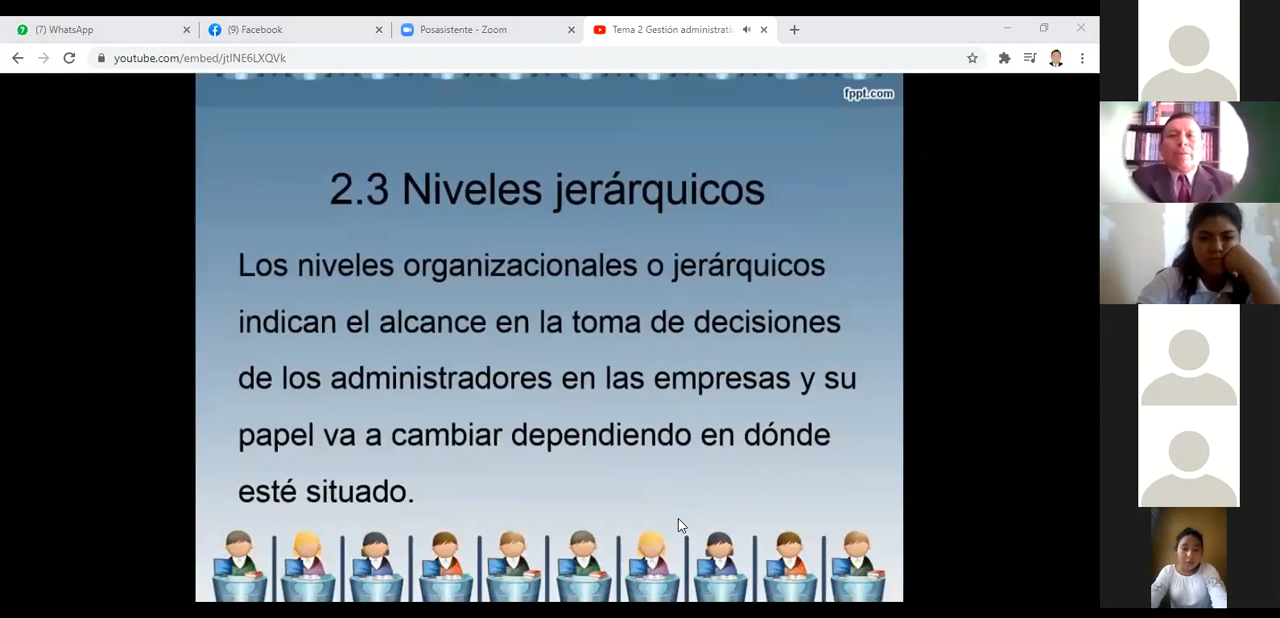 (7) WhatsApp
(9) Facebook
Posasistente - Zoom
Tema 2 Gestión administrati
youtube.com/embed/jtlNE6LXQVk
fppt.com
2.3 Niveles jerárquicos
Los niveles organizacionales o jerárquicos
indican el alcance en la toma de decisiones
de los administradores en las empresas y su
papel va a cambiar dependiendo en dónde
esté situado.